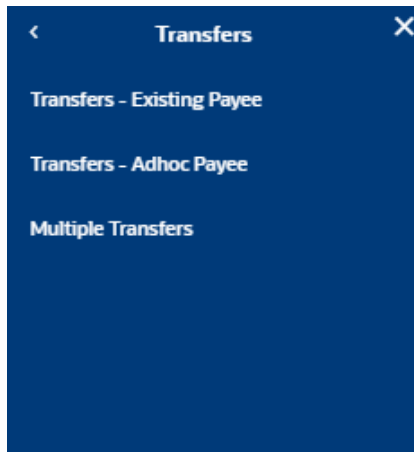 Transfers
Transfers - Existing Payee
Transfers - Adhoc Payee
Multiple Transfers